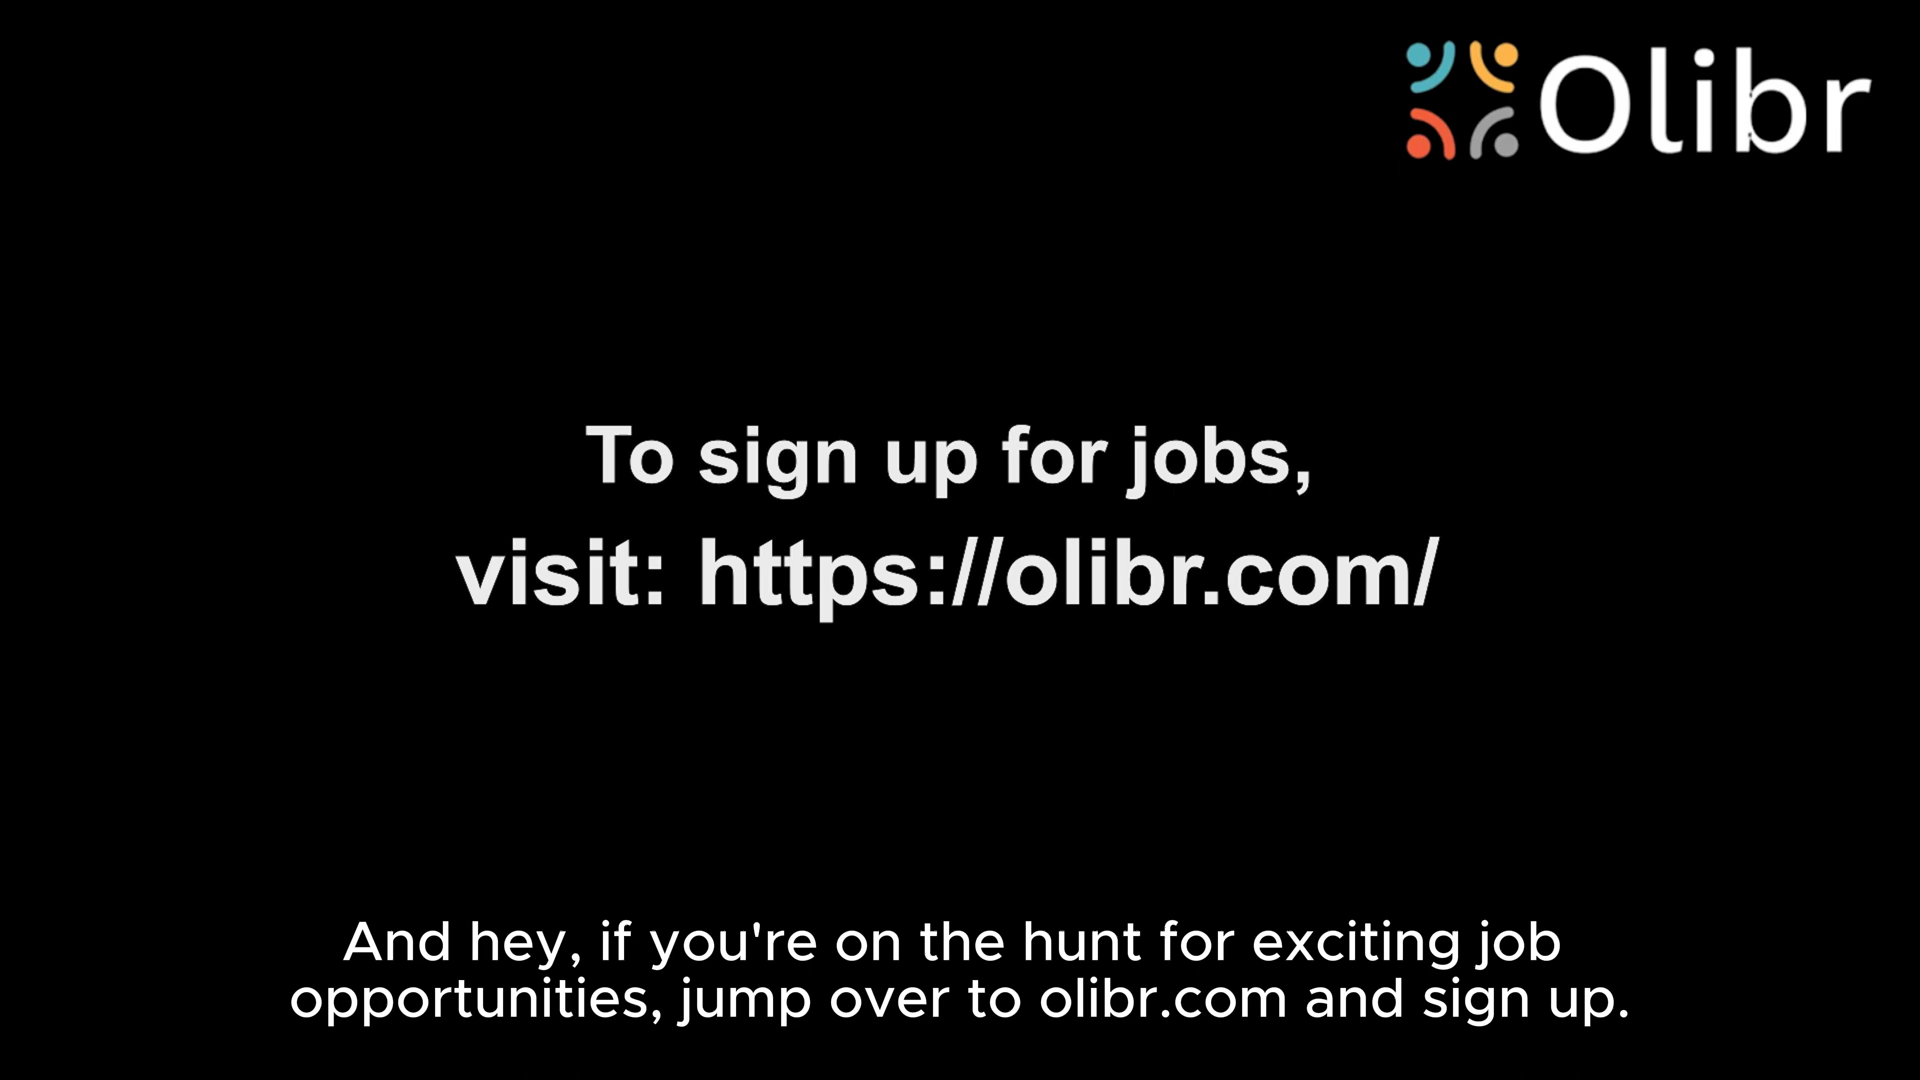 Olibr
To sign up for jobs,
visit: https://olibr.com/
And hey, if you're on the hunt for exciting job
opportunities, jump over to olibr.com and sign up.